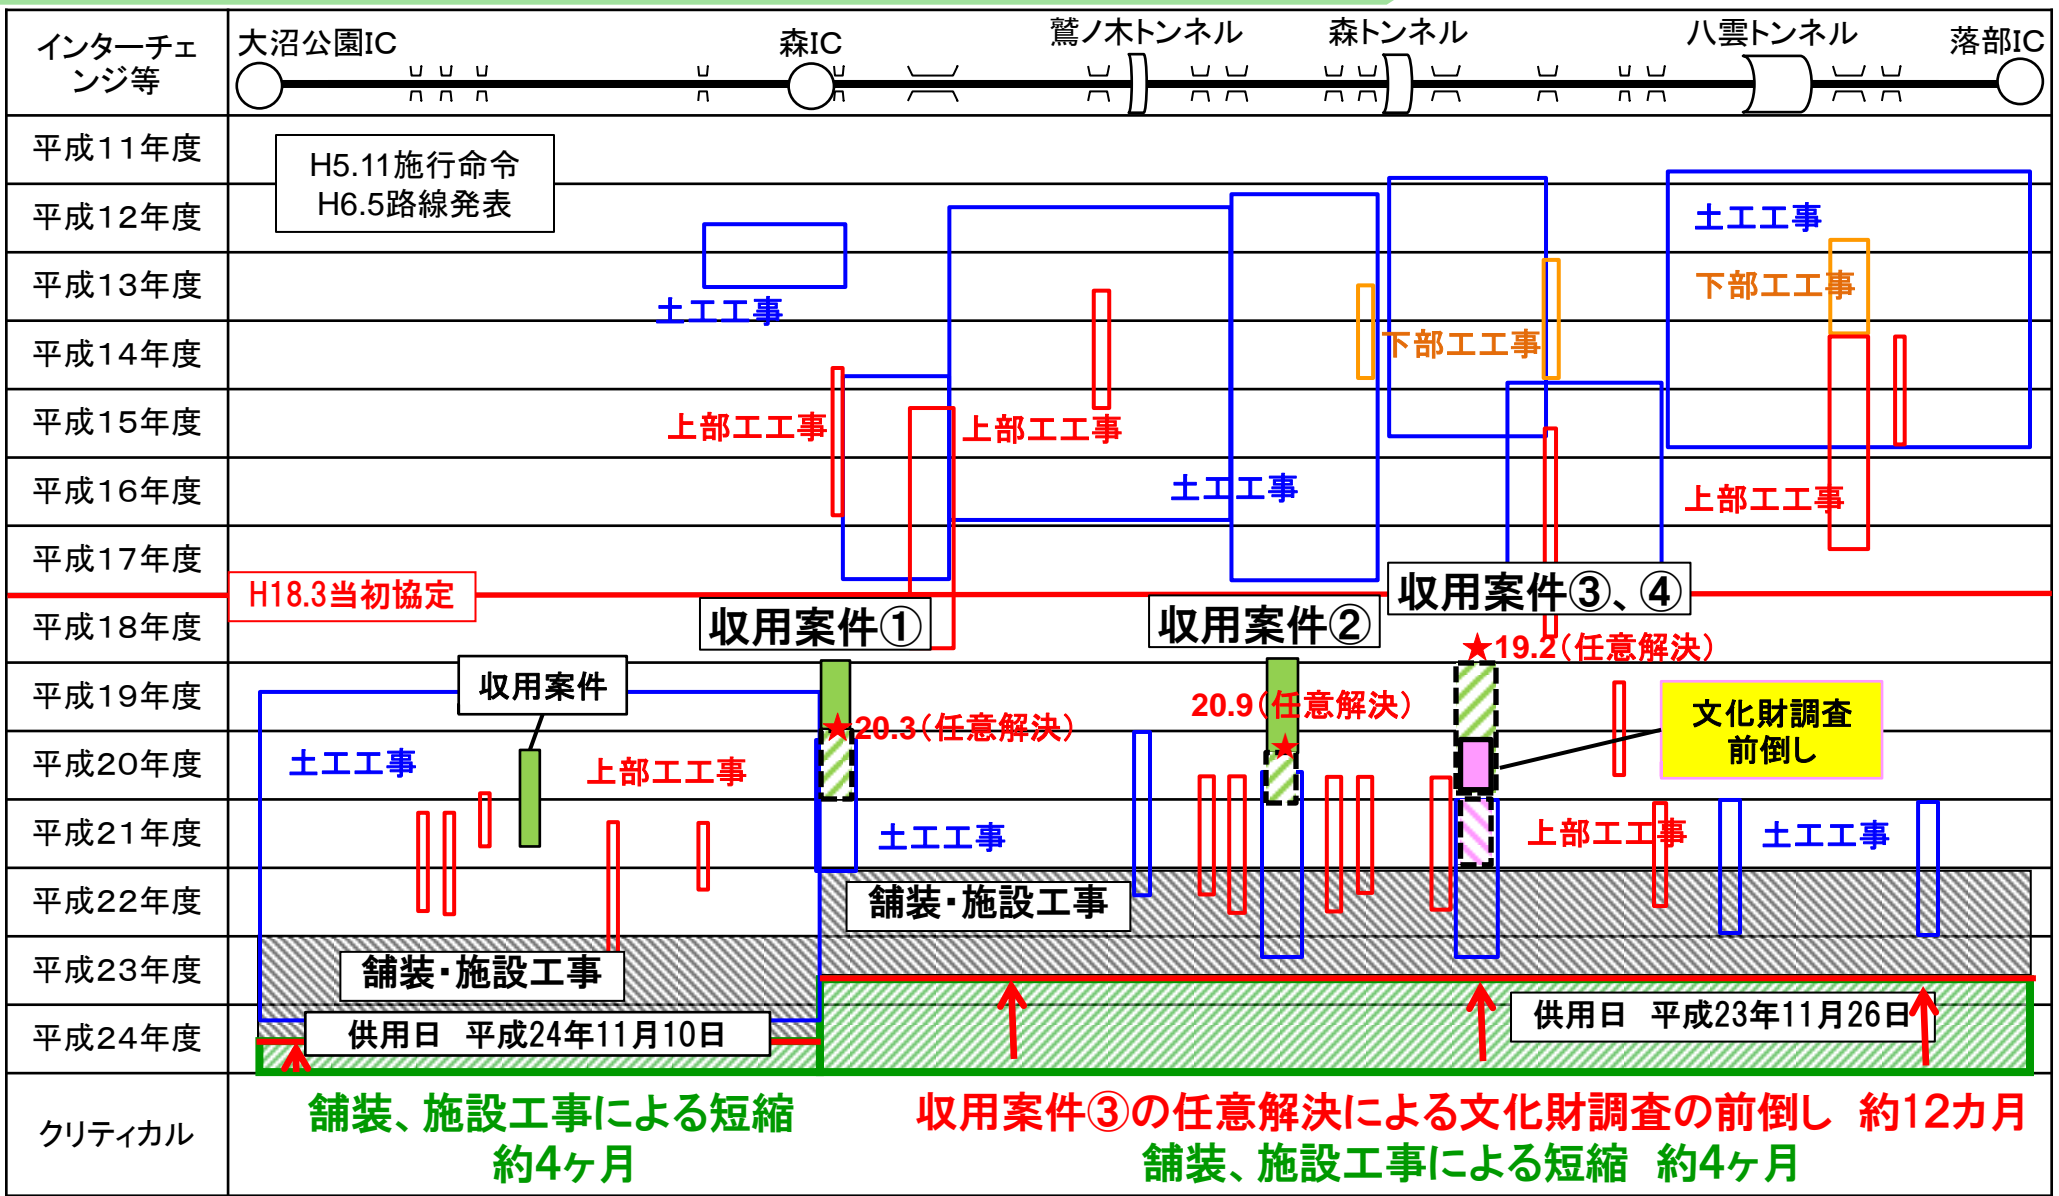 インターチェ
ンジ等
大沼公園IC
森IC
鷲ノ木トンネル
森トンネル
八雲トンネル
落部IC
平成11年度
H5.11施行命令
H6.5路線発表
平成12年度
土工工事
平成13年度
土工工事
下部工工事
平成14年度
下部工工事
平成15年度
上部工工事
上部工工事
平成16年度
土工工事
上部工工事
平成17年度
H18.3当初協定
収用案件③、④
平成18年度
収用案件①
収用案件②
★19.2(任意解決)
平成19年度
収用案件
★20.3(任意解決)
20.9(任意解決)
★
文化財調査
前倒し
平成20年度
土工工事
上部工工事
平成21年度
土工工事
上部工工事
土工工事
平成22年度
舗装・施設工事
平成23年度
舗装・施設工事
平成24年度
供用日 平成24年11月10日
供用日 平成23年11月26日
クリティカル
舗装、施設工事による短縮
約4ヶ月
収用案件③の任意解決による文化財調査の前倒し 約12カ月
舗装、施設工事による短縮 約4ヶ月